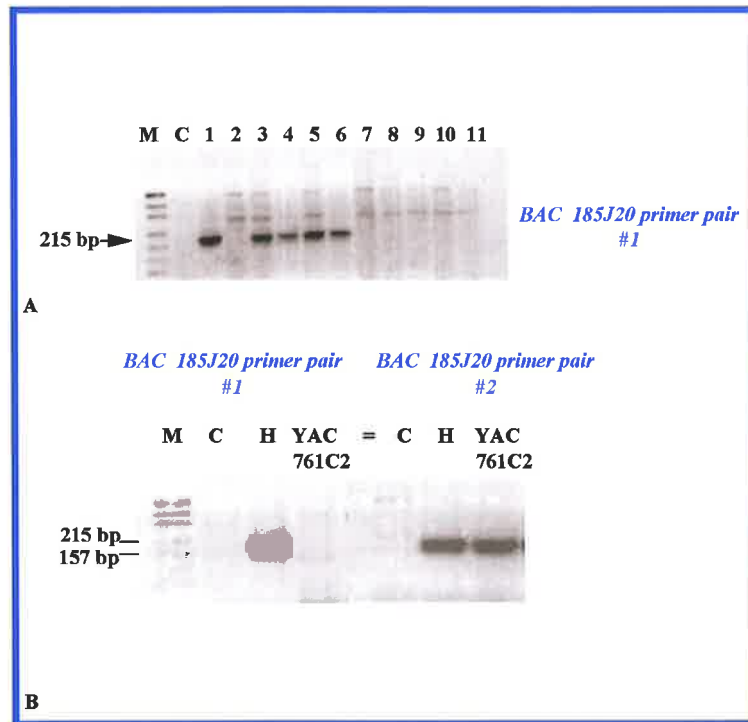 M C 1 2 3 4 5 6 7 8 9 10 11
215 bp
BAC 185J20 primer pair
#1
A
BAC 185J20 primer pair
#1
BAC 185J20 primer pair
#2
M C H YAC = C H YAC
761C2 761C2
215 bp
157 bp
B